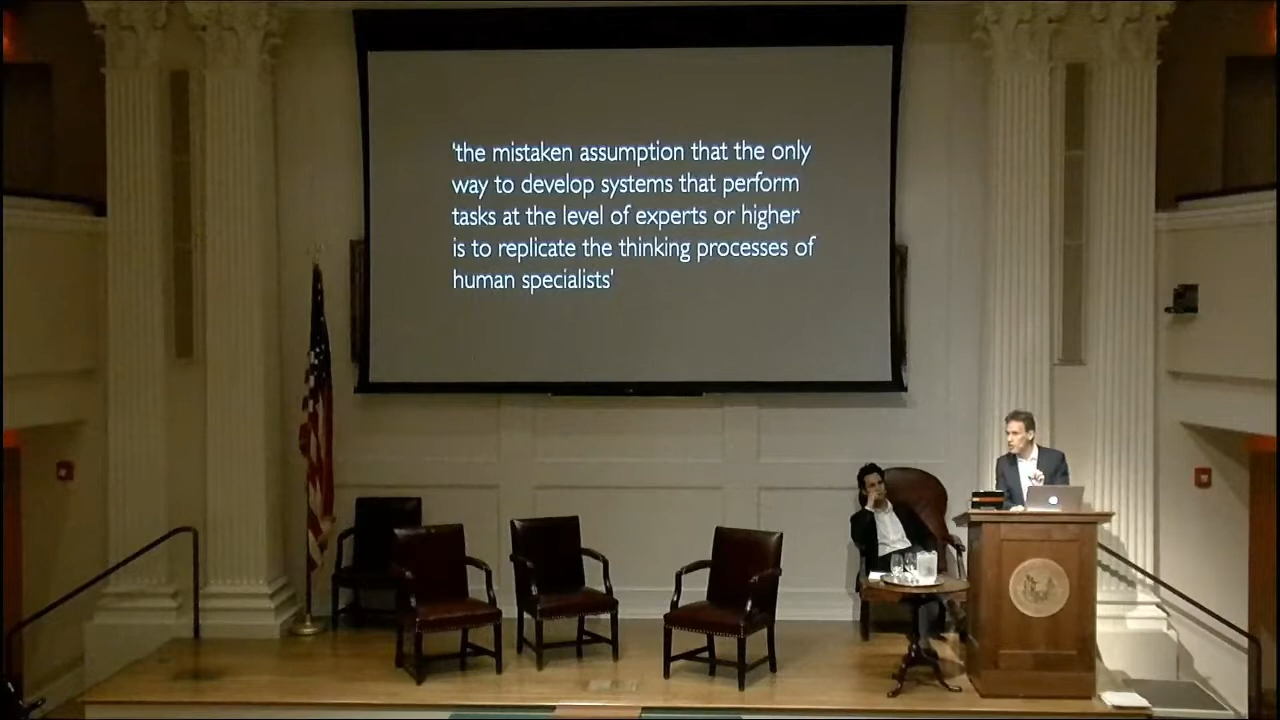 'the mistaken assumption that the only
way to develop systems that perform
tasks at the level of experts or higher
is to replicate the thinking processes of
human specialists'